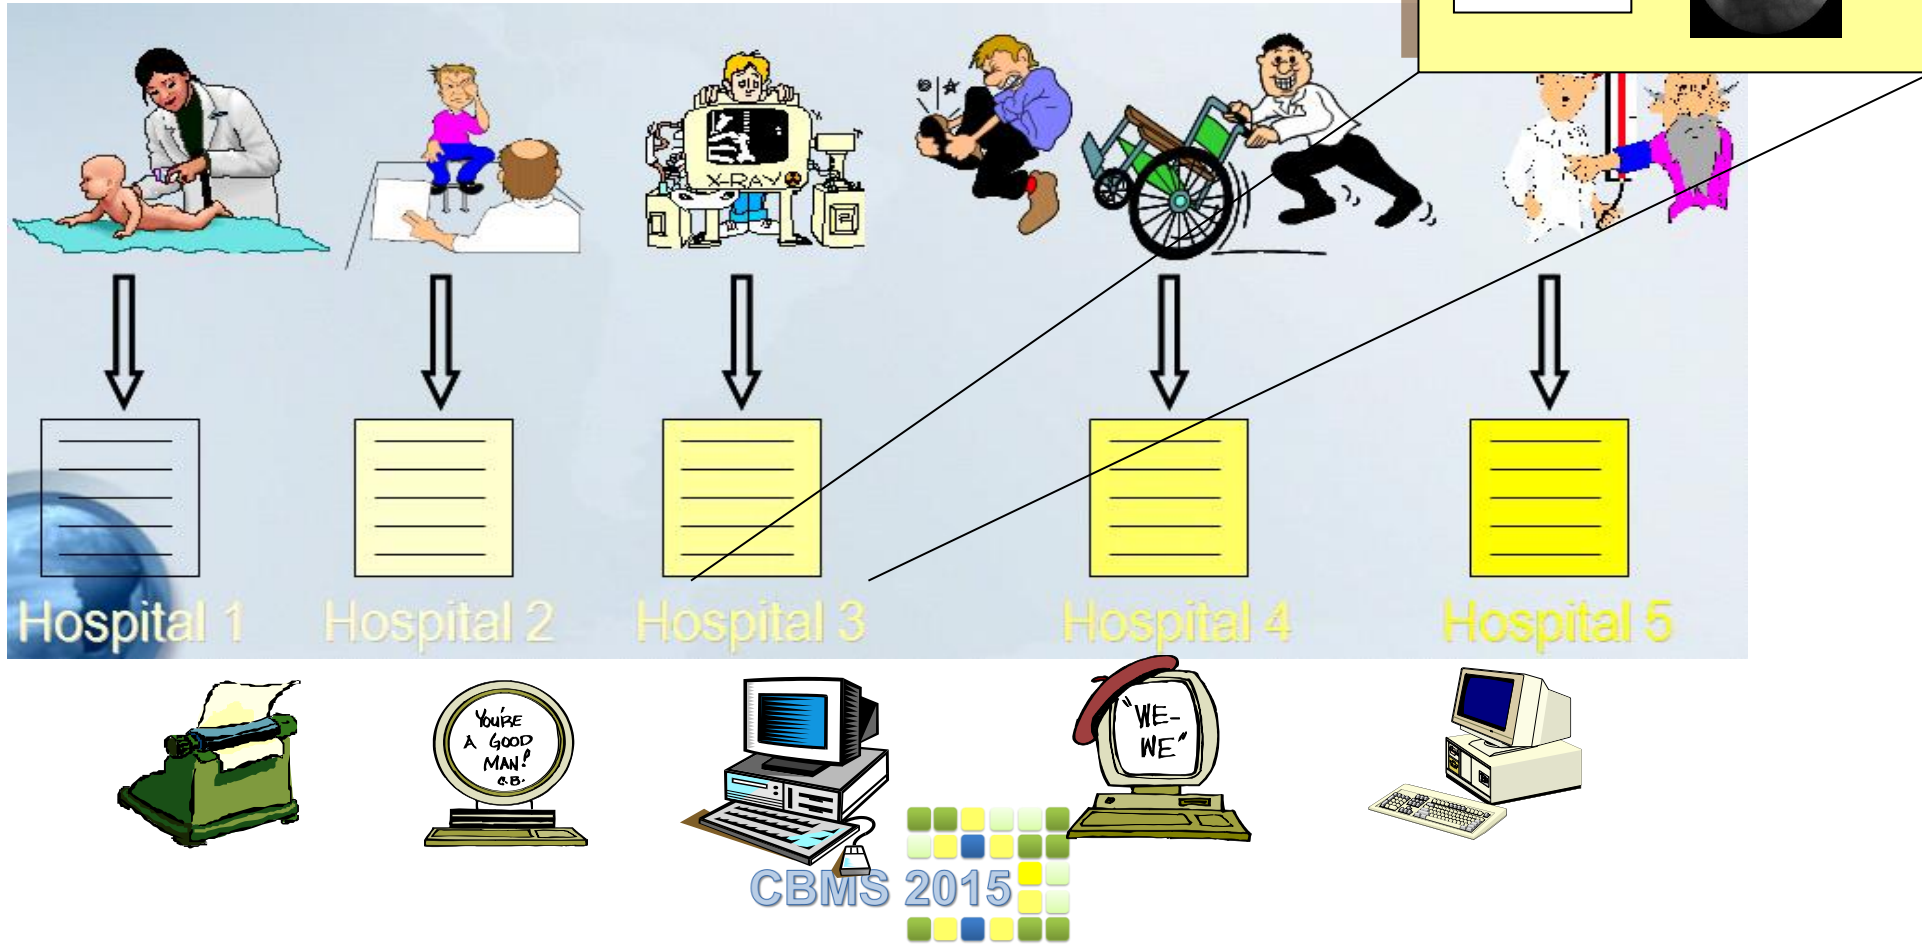 X-RAY
Hospital 1
Hospital 2
Hospital 3
Hospital 4
Hospital 5
YOU'RE
A GOOD
MAN!
C.B.
"WE-
WE"
CBMS 2015